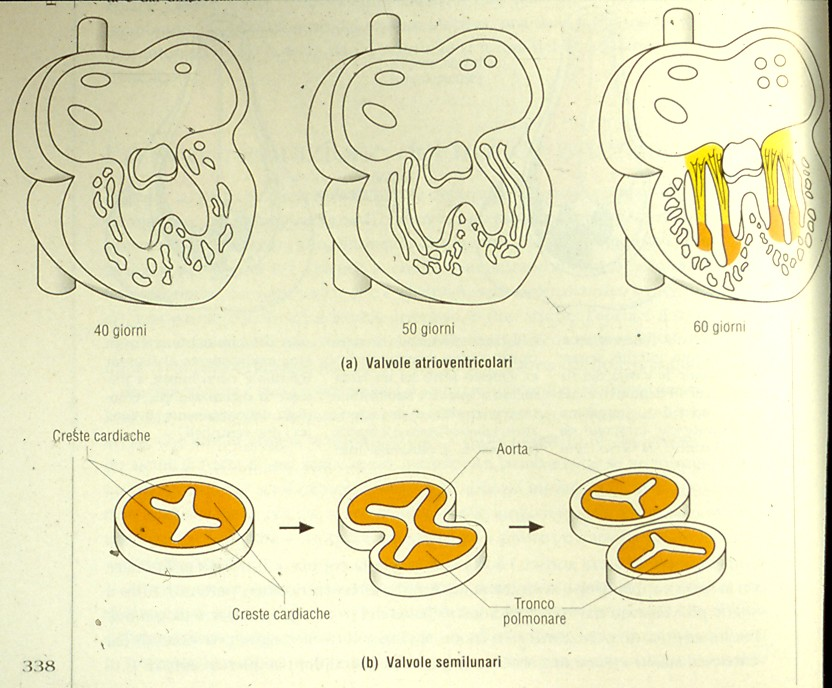 40 giorni
50 giorni
60 giorni
(a) Valvole atrioventricolari
Creste cardiache
Aorta
Creste cardiache
Tronco
polmonare
(b) Valvole semilunari
338